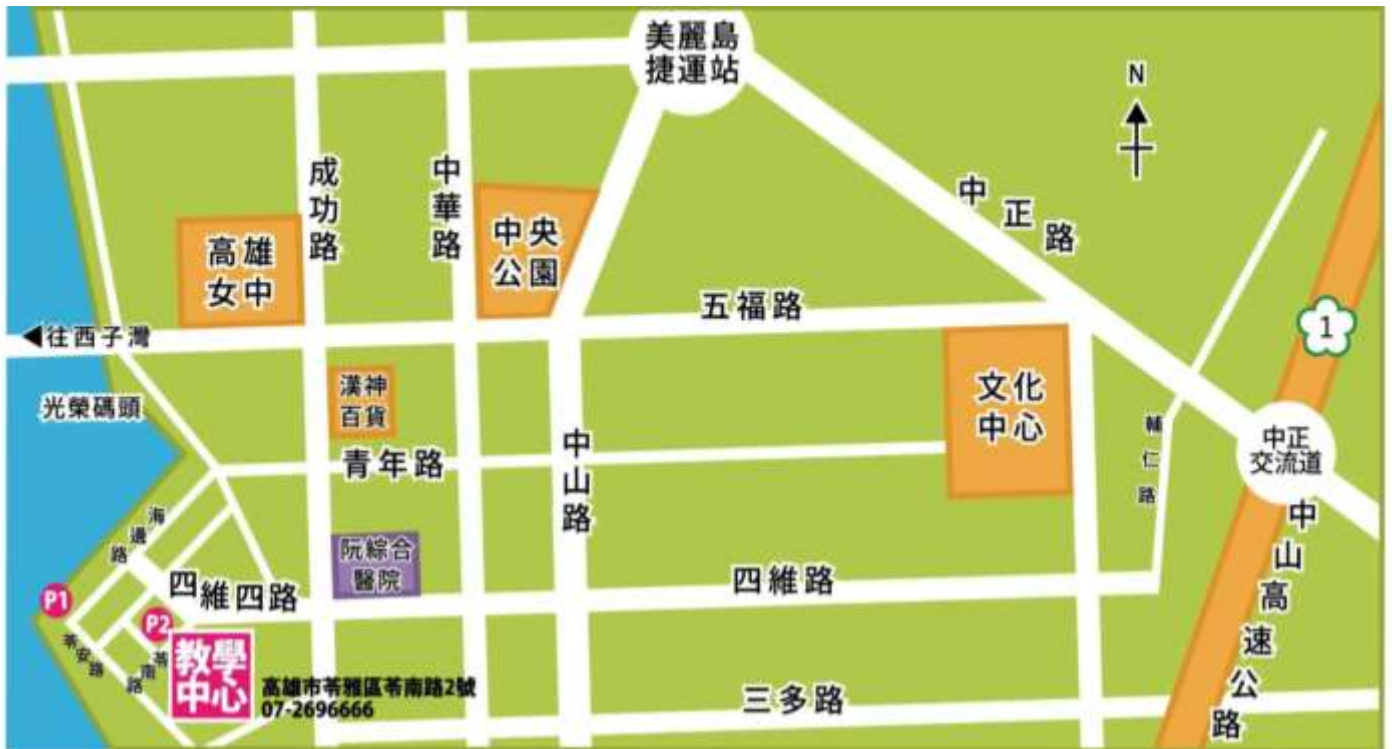 美麗島
捷運站
N
成功路
中華路
中正路
高雄
女中
中央
公園
五福路
1
往西子灣
漢神
百貨
文化
中心
光榮碼頭
青年路
中山路
輔仁路
中正
交流道
海邊路
阮綜合
醫院
四維四路
四維路
中山高速公路
P1
P2
苓安路
苓南路
教學
中心
高雄市苓雅區苓南路2號
07-2696666
三多路